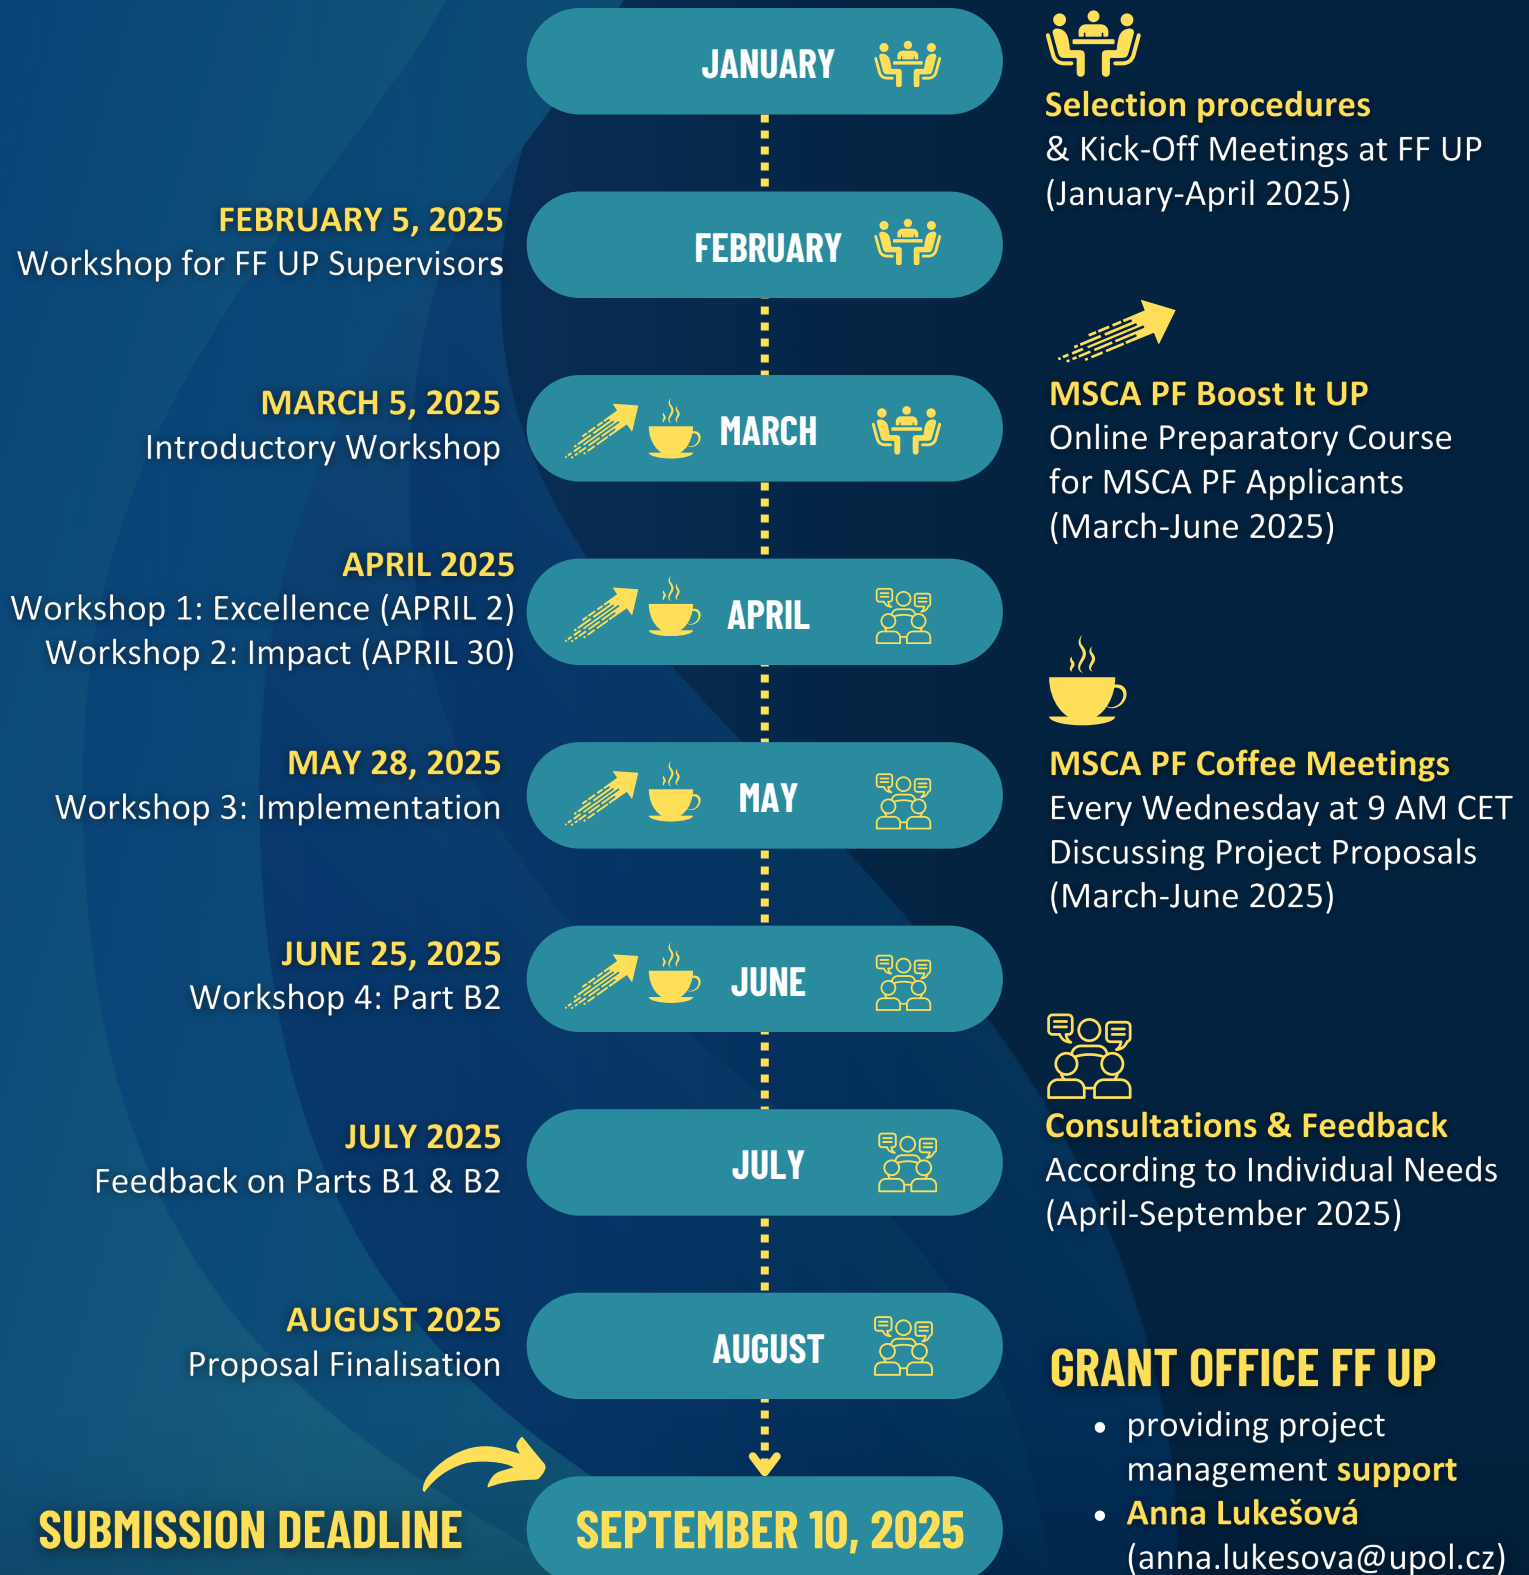 JANUARY
Selection procedures
& Kick-Off Meetings at FF UP
(January-April 2025)
FEBRUARY 5, 2025
Workshop for FF UP Supervisors
FEBRUARY
MARCH 5, 2025
Introductory Workshop
MARCH
MSCA PF Boost It UP
Online Preparatory Course
for MSCA PF Applicants
(March-June 2025)
APRIL 2025
Workshop 1: Excellence (APRIL 2)
Workshop 2: Impact (APRIL 30)
APRIL
MAY 28, 2025
Workshop 3: Implementation
MAY
MSCA PF Coffee Meetings
Every Wednesday at 9 AM CET
Discussing Project Proposals
(March-June 2025)
JUNE 25, 2025
Workshop 4: Part B2
JUNE
JULY 2025
Feedback on Parts B1 & B2
JULY
Consultations & Feedback
According to Individual Needs
(April-September 2025)
AUGUST 2025
Proposal Finalisation
AUGUST
SUBMISSION DEADLINE
SEPTEMBER 10, 2025
GRANT OFFICE FF UP
• providing project
management support
• Anna Lukešová
(anna.lukesova@upol.cz)